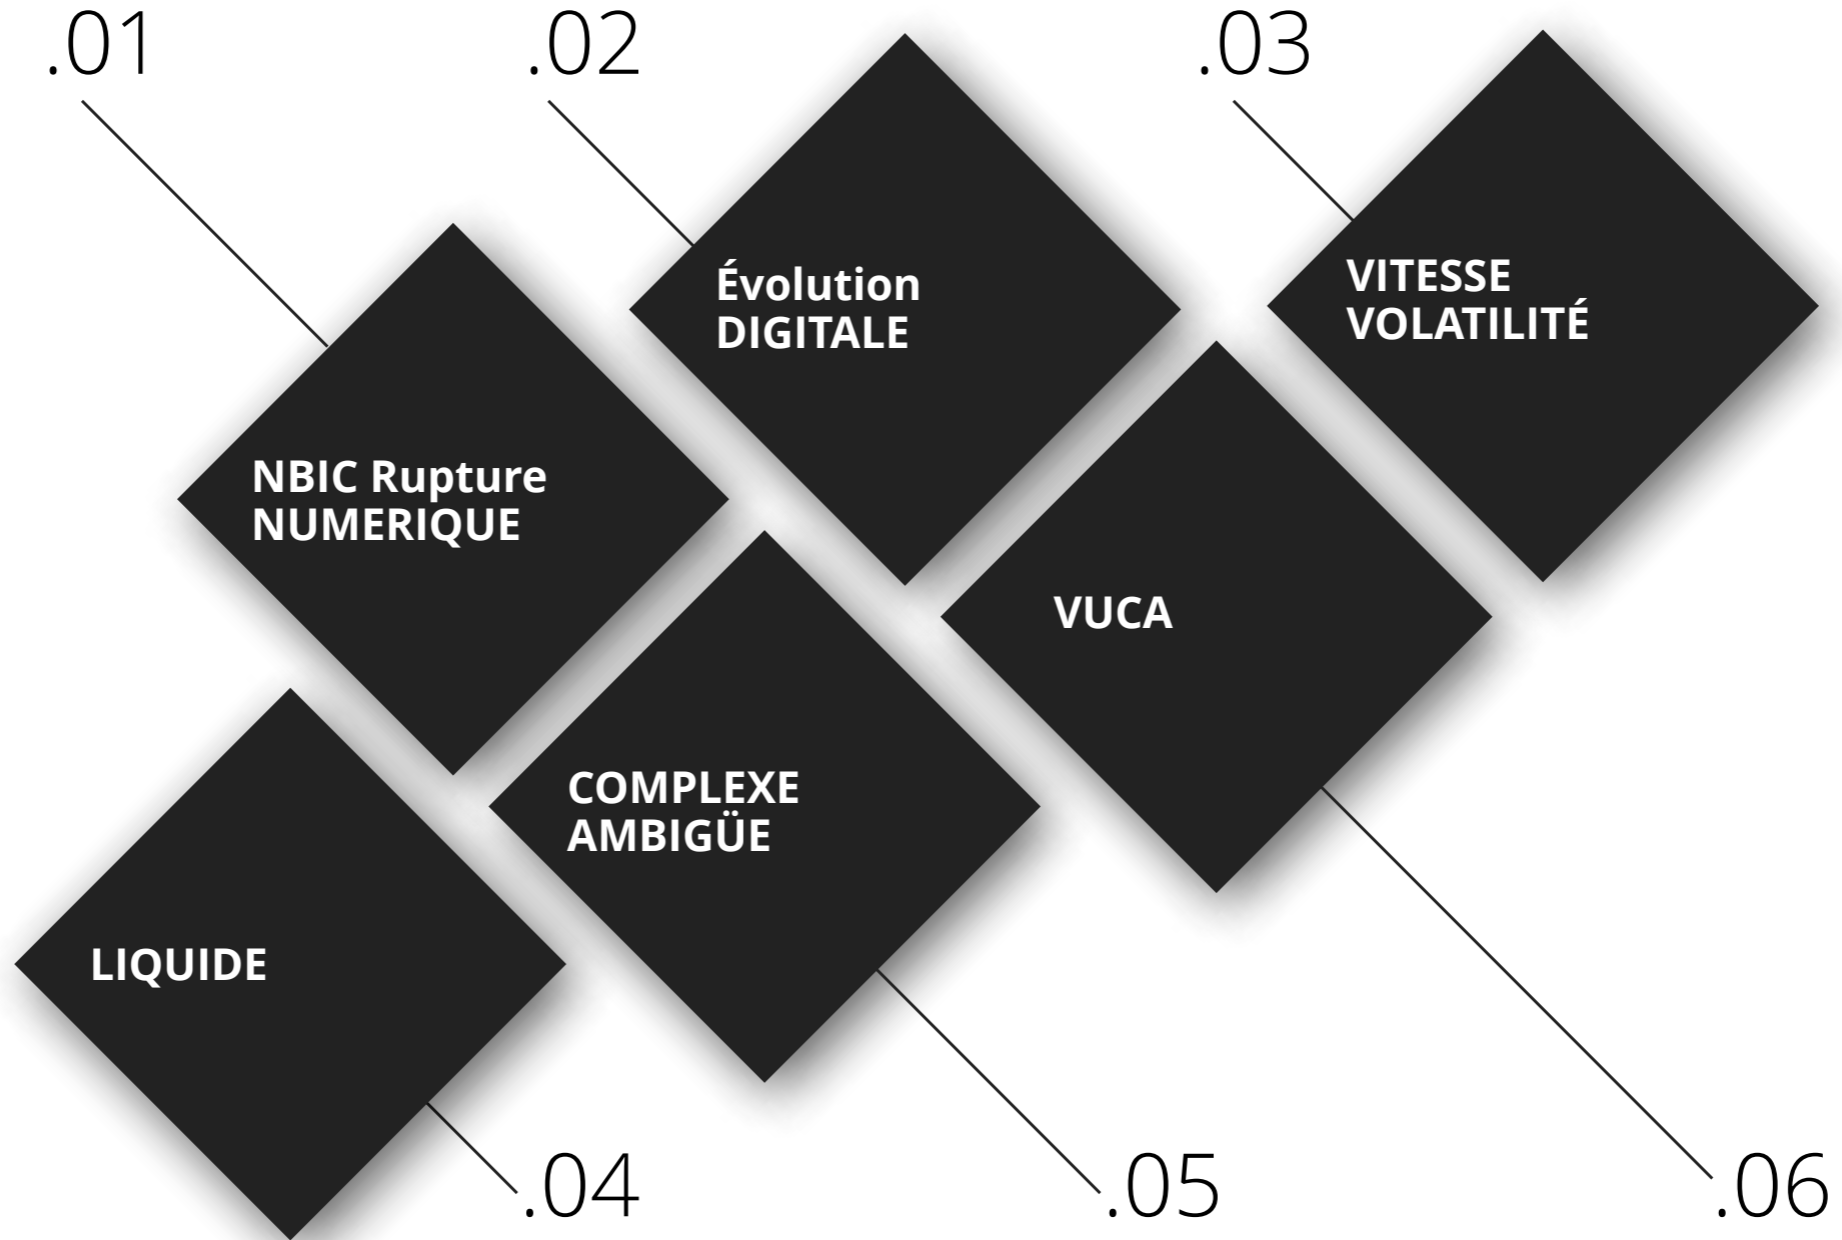 .01
.02
.03
Évolution
DIGITALE
VITESSE
VOLATILITÉ
NBIC Rupture
NUMERIQUE
VUCA
COMPLEXE
AMBIGÜE
LIQUIDE
.04
.05
.06